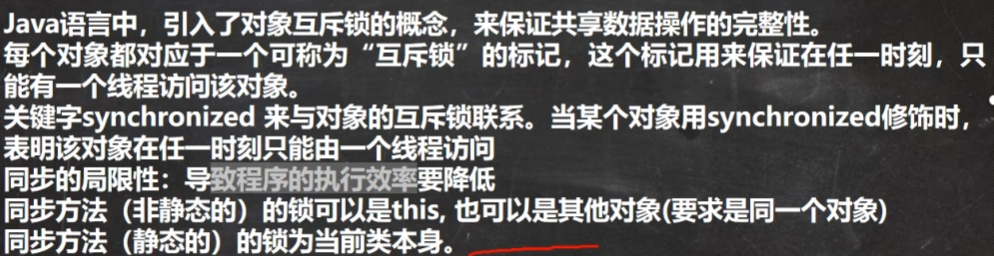 Java语言中，引入了对象互斥锁的概念，来保证共享数据操作的完整性。
每个对象都对应于一个可称为“互斥锁”的标记，这个标记用来保证在任一时刻，只
能有一个线程访问该对象。
关键字synchronized 来与对象的互斥锁联系。当某个对象用synchronized修饰时，
表明该对象在任一时刻只能由一个线程访问
同步的局限性：导致程序的执行效率要降低
同步方法（非静态的）的锁可以是this, 也可以是其他对象(要求是同一个对象)
同步方法（静态的）的锁为当前类本身。